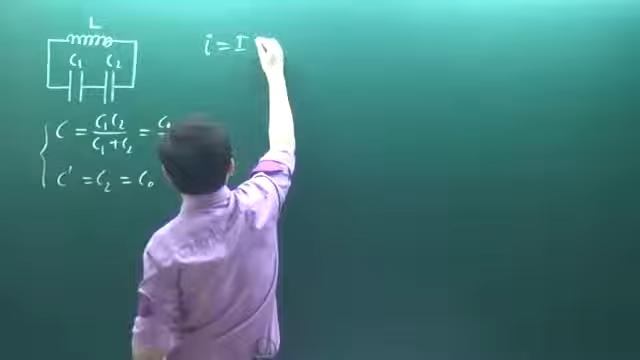 L
C₁ C₂
i = I
C = C₁C₂ / C₁+C₂ = C₀
C' = C₂ = C₀